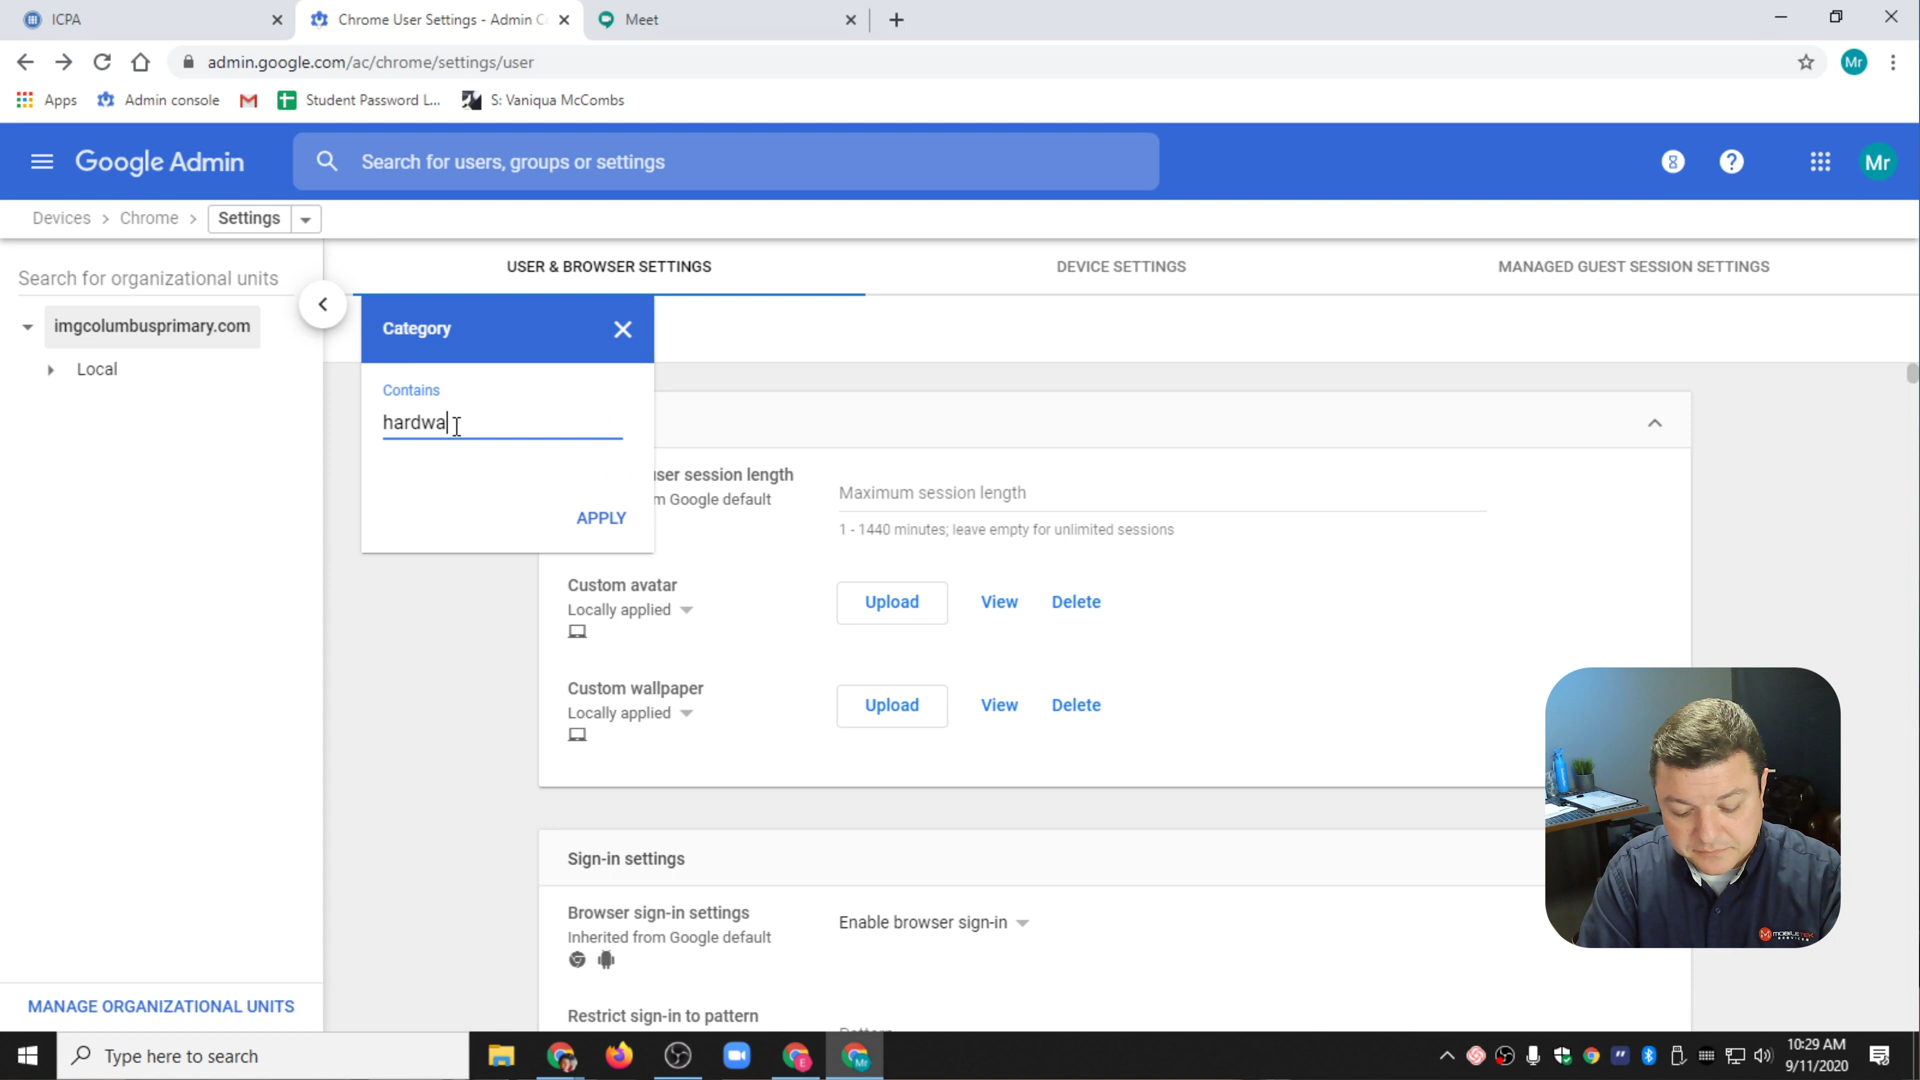 ICPA
Chrome User Settings - Admin C
Meet
admin.google.com/ac/chrome/settings/user
Mr
Apps
Admin console
Student Password L...
S: Vaniqua McCombs
Google Admin
Search for users, groups or settings
Mr
Devices > Chrome > Settings
Search for organizational units
imgcolumbusprimary.com
Local
MANAGE ORGANIZATIONAL UNITS
USER & BROWSER SETTINGS
DEVICE SETTINGS
MANAGED GUEST SESSION SETTINGS
Category
Contains
hardwa
APPLY
ser session length
m Google default
Maximum session length
1 - 1440 minutes; leave empty for unlimited sessions
Custom avatar
Locally applied
Upload
View
Delete
Custom wallpaper
Locally applied
Upload
View
Delete
Sign-in settings
Browser sign-in settings
Inherited from Google default
Enable browser sign-in
Restrict sign-in to pattern
Pattern
MOBILETEK
SERVICES
Type here to search
10:29 AM
9/11/2020